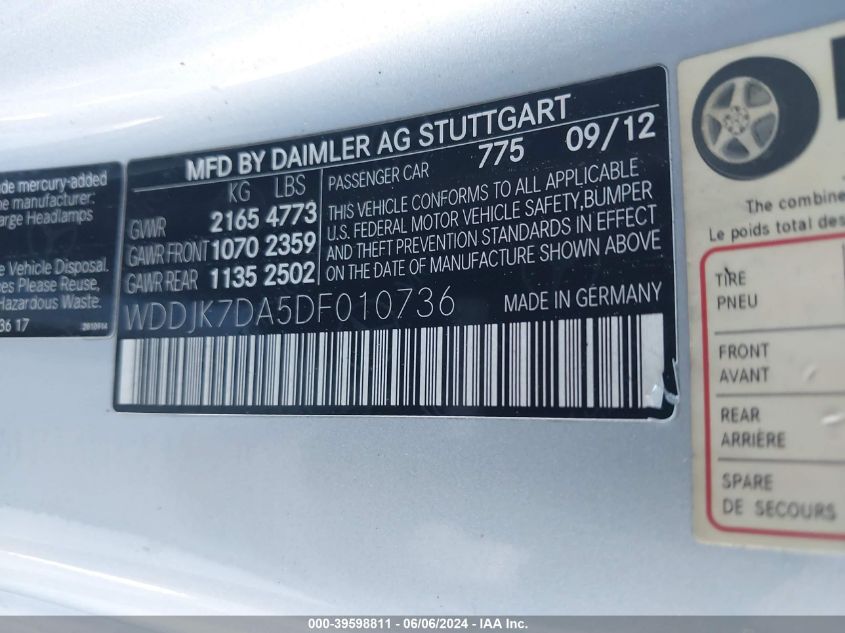 de mercury-added
e manufacturer:
arge Headlamps
e Vehicle Disposal.
ces Please Reuse,
Hazardous Waste.
36 17
MFD BY DAIMLER AG STUTTGART
KG LBS
GVWR 2165 4773
GAWR FRONT 1070 2359
GAWR REAR 1135 2502
PASSENGER CAR 775 09/12
THIS VEHICLE CONFORMS TO ALL APPLICABLE
U.S. FEDERAL MOTOR VEHICLE SAFETY, BUMPER
AND THEFT PREVENTION STANDARDS IN EFFECT
ON THE DATE OF MANUFACTURE SHOWN ABOVE
WDDJK7DA5DF010736 MADE IN GERMANY
The combine
Le poids total des
TIRE
PNEU
FRONT
AVANT
REAR
ARRIÈRE
SPARE
DE SECOURS
000-39598811 - 06/06/2024 - IAA Inc.